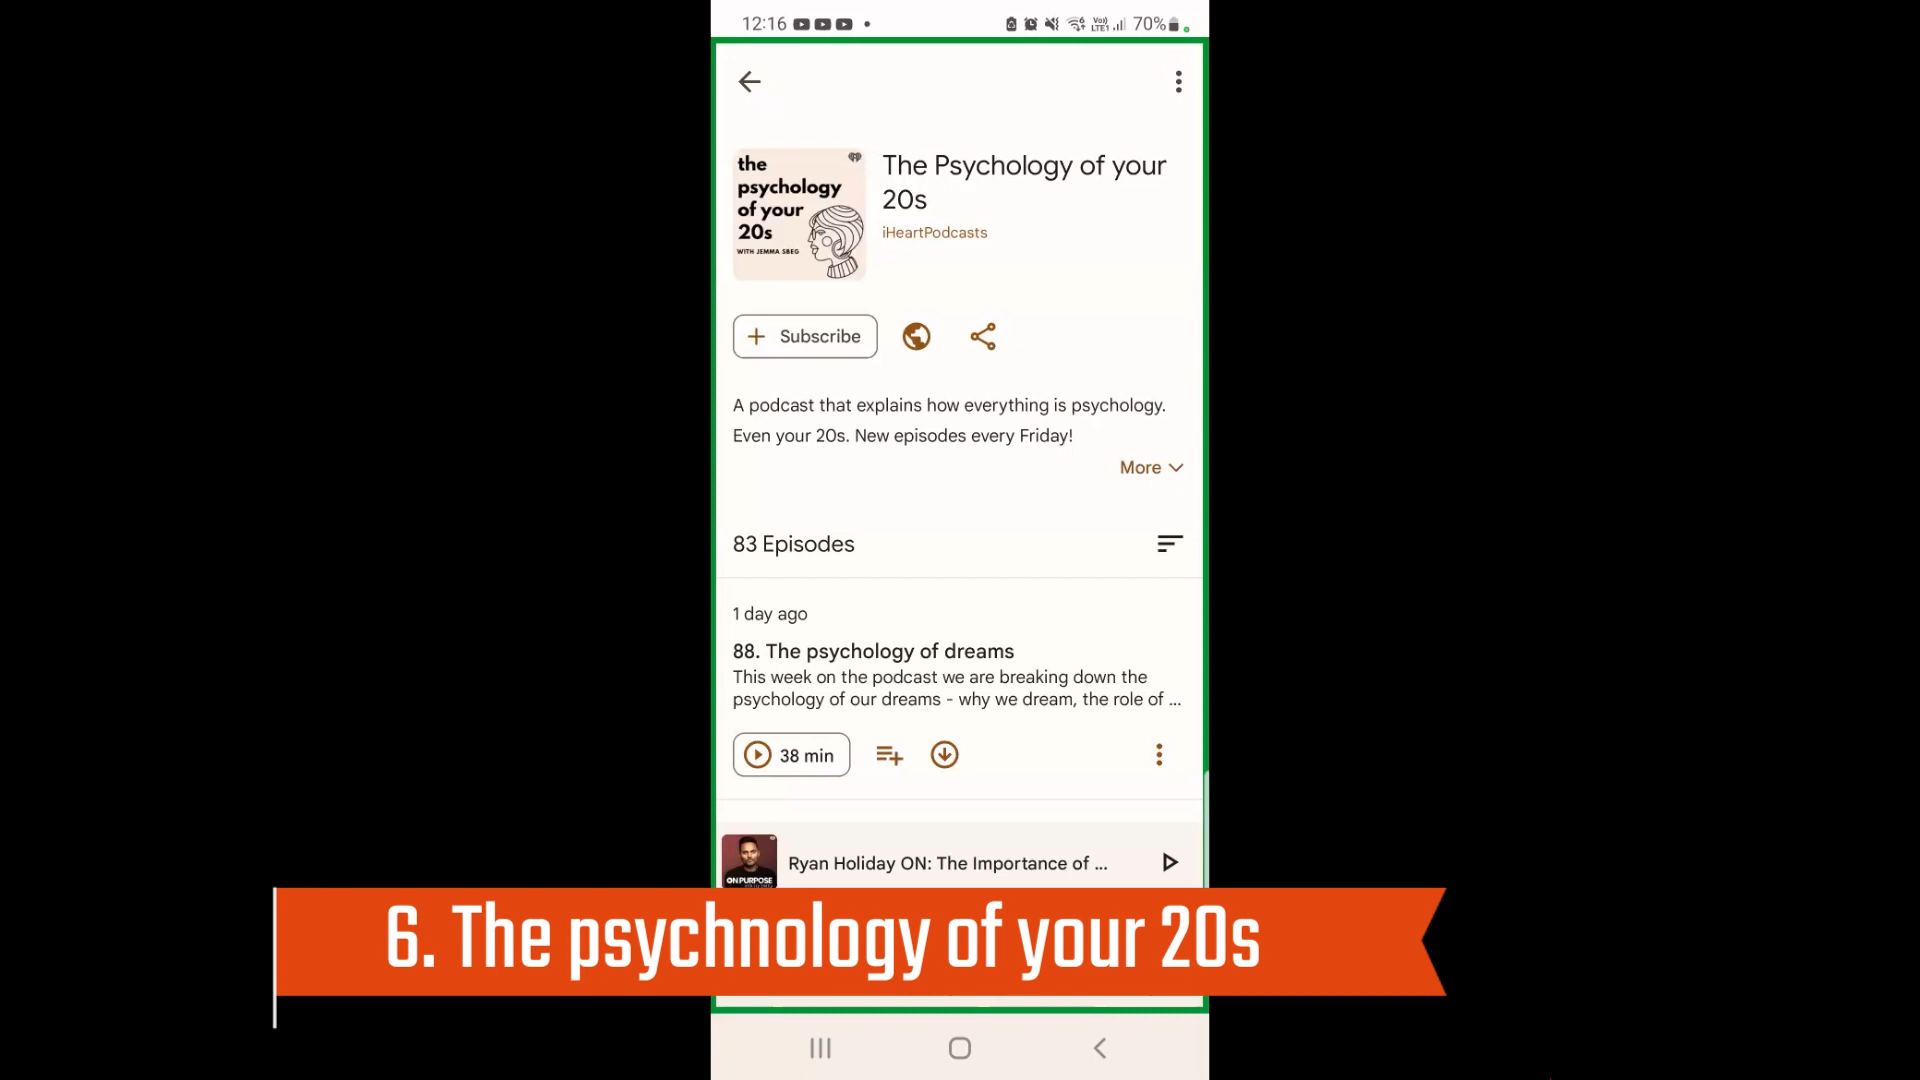 12:16
Vo))
LTE1
70%
the
psychology
of your
20s
WITH JEMMA SBEG
The Psychology of your
20s
iHeartPodcasts
Subscribe
A podcast that explains how everything is psychology.
Even your 20s. New episodes every Friday!
More
83 Episodes
1 day ago
88. The psychology of dreams
This week on the podcast we are breaking down the
psychology of our dreams - why we dream, the role of ...
38 min
ON PURPOSE
Ryan Holiday ON: The Importance of ...
6. The psychnology of your 20s